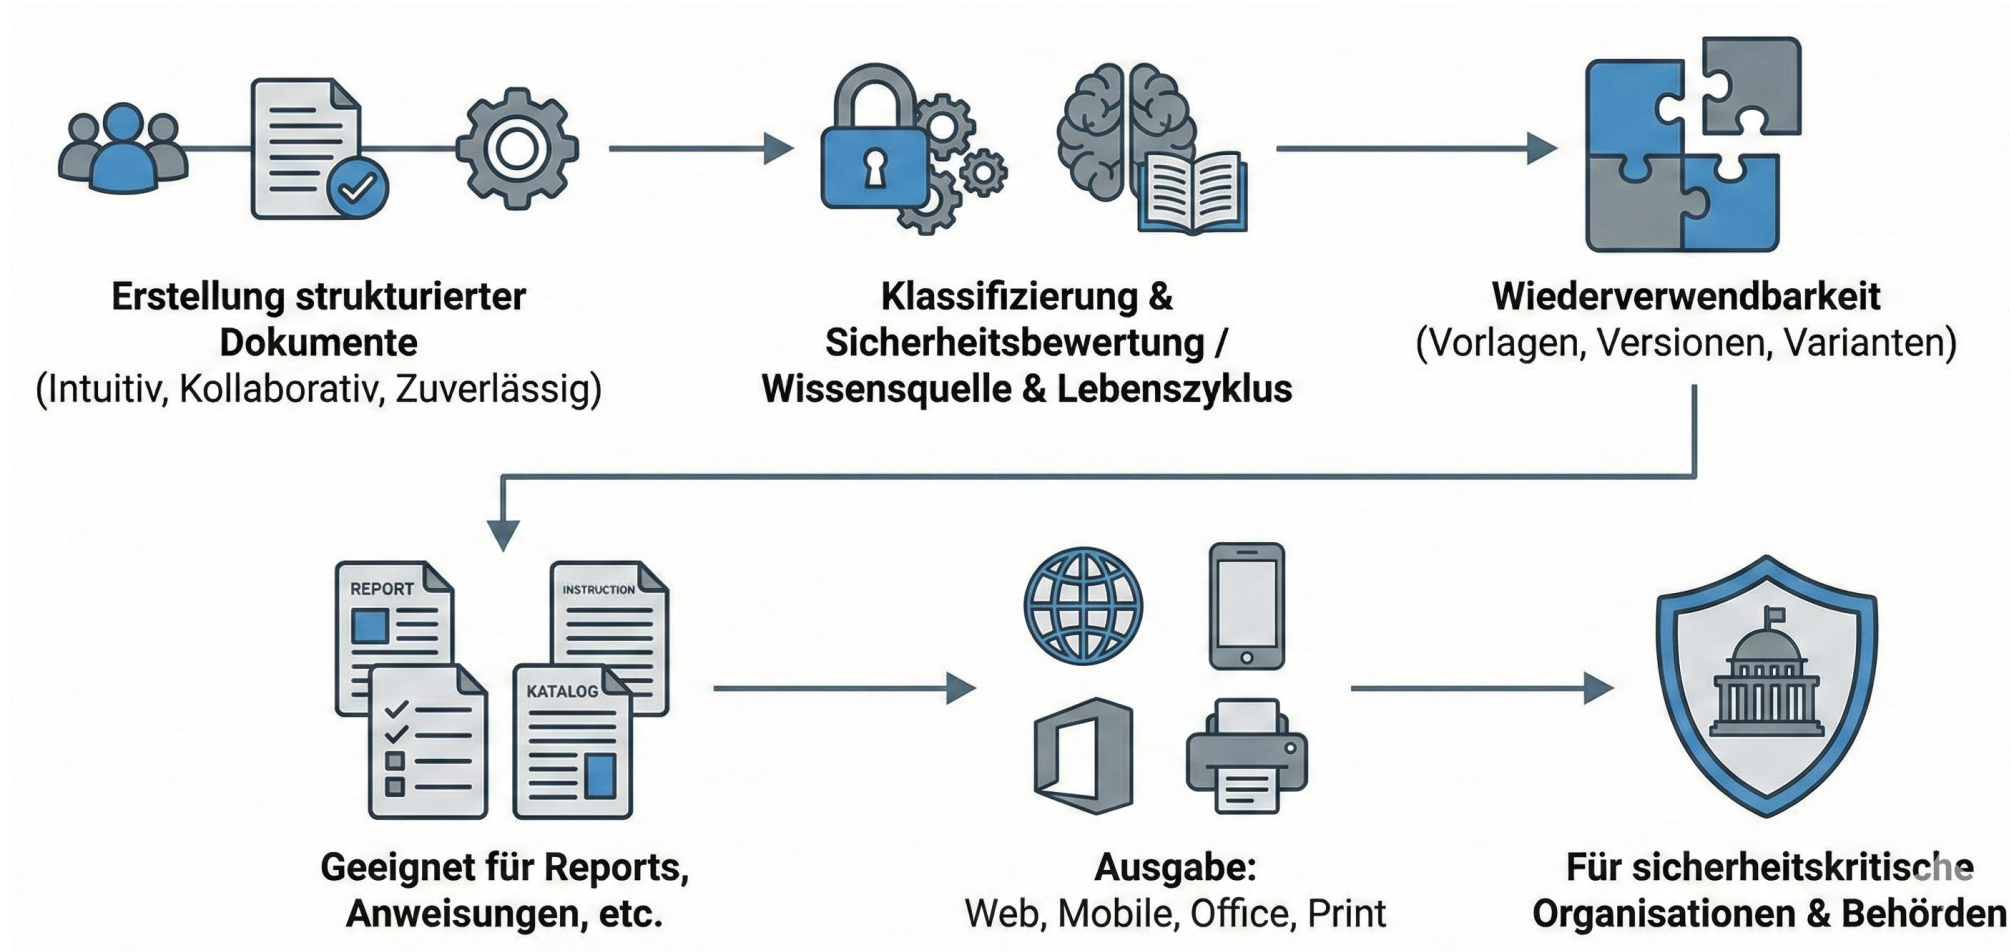 Erstellung strukturierter
Dokumente
(Intuitiv, Kollaborativ, Zuverlässig)
Klassifizierung &
Sicherheitsbewertung /
Wissensquelle & Lebenszyklus
Wiederverwendbarkeit
(Vorlagen, Versionen, Varianten)
REPORT
INSTRUCTION
KATALOG
Geeignet für Reports,
Anweisungen, etc.
Ausgabe:
Web, Mobile, Office, Print
Für sicherheitskritische
Organisationen & Behörden